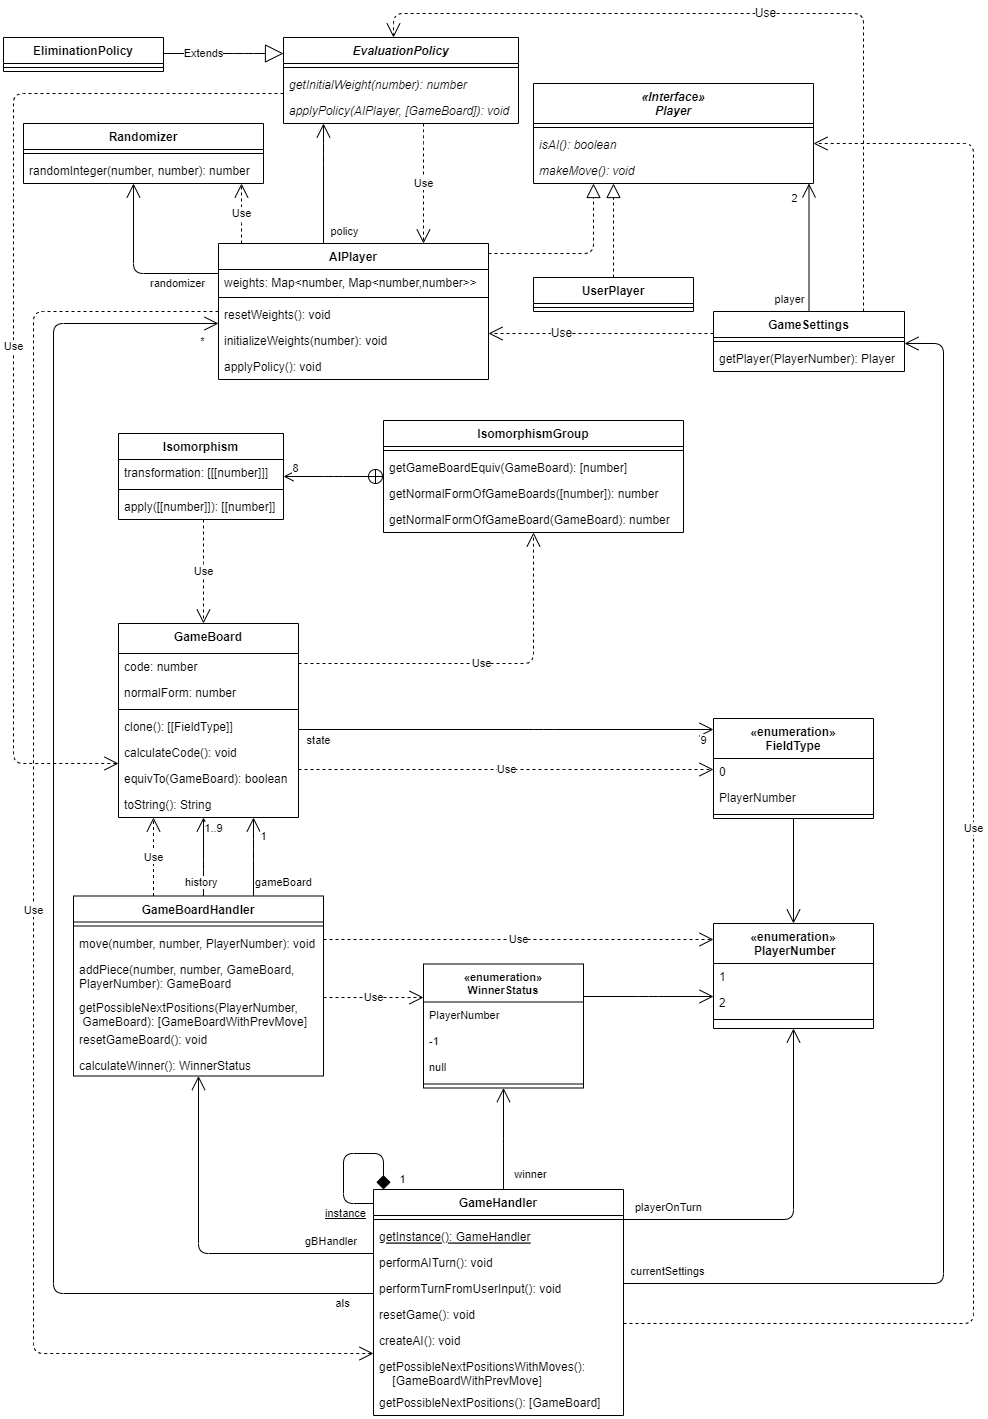 Use
EliminationPolicy
Extends
EvaluationPolicy
getInitialWeight(number): number
applyPolicy(AIPlayer, [GameBoard]): void
«Interface»
Player
isAI(): boolean
makeMove(): void
Randomizer
randomInteger(number, number): number
Use
Use
2
policy
randomizer
AIPlayer
weights: Map<number, Map<number,number>>
resetWeights(): void
initializeWeights(number): void
applyPolicy(): void
UserPlayer
player
GameSettings
getPlayer(PlayerNumber): Player
Use
Use
*
Isomorphism
transformation: [[[number]]]
apply([[number]]): [[number]]
8
IsomorphismGroup
getGameBoardEquiv(GameBoard): [number]
getNormalFormOfGameBoards([number]): number
getNormalFormOfGameBoard(GameBoard): number
Use
GameBoard
code: number
normalForm: number
clone(): [[FieldType]]
calculateCode(): void
equivTo(GameBoard): boolean
toString(): String
Use
state
9
Use
«enumeration»
FieldType
0
PlayerNumber
Use
1..9
1
Use
history
gameBoard
Use
GameBoardHandler
move(number, number, PlayerNumber): void
addPiece(number, number, GameBoard,
PlayerNumber): GameBoard
getPossibleNextPositions(PlayerNumber,
GameBoard): [GameBoardWithPrevMove]
resetGameBoard(): void
calculateWinner(): WinnerStatus
Use
Use
«enumeration»
WinnerStatus
PlayerNumber
-1
null
«enumeration»
PlayerNumber
1
2
1
winner
instance
gBHandler
playerOnTurn
currentSettings
aIs
GameHandler
getInstance(): GameHandler
performAITurn(): void
performTurnFromUserInput(): void
resetGame(): void
createAI(): void
getPossibleNextPositionsWithMoves():
[GameBoardWithPrevMove]
getPossibleNextPositions(): [GameBoard]